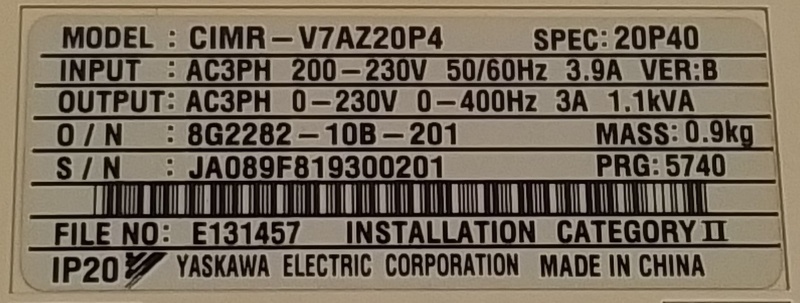 MODEL : CIMR-V7AZ20P4 SPEC: 20P40
INPUT : AC3PH 200-230V 50/60Hz 3.9A VER:B
OUTPUT: AC3PH 0-230V 0-400Hz 3A 1.1kVA
O / N : 8G2282-10B-201 MASS: 0.9kg
S / N : JA089F819300201 PRG: 5740
FILE NO: E131457 INSTALLATION CATEGORY II
IP20 YASKAWA ELECTRIC CORPORATION MADE IN CHINA